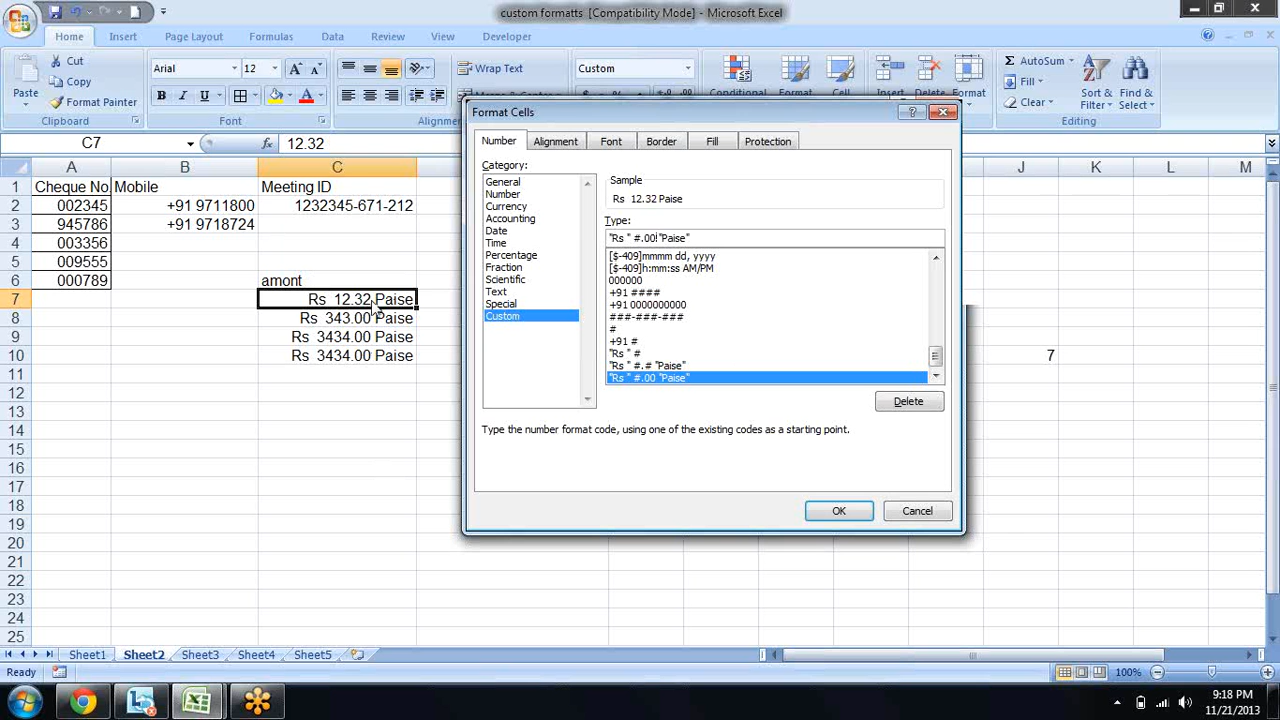 custom formatts [Compatibility Mode] - Microsoft Excel
Home Insert Page Layout Formulas Data Review View Developer
Paste
Cut
Copy
Format Painter
Clipboard
Arial 12
B I U
Font
Wrap Text
Alignme
Custom
Conditional Format Cell
Insert Delete Format
AutoSum
Fill
Clear
Sort & Filter
Find & Select
Editing
C7 12.32
A B C J K L M
1 Cheque No Mobile Meeting ID
2 002345 +91 9711800 1232345-671-212
3 945786 +91 9718724
4 003356
5 009555
6 000789 amont
7 Rs 12.32 Paise
8 Rs 343.00 Paise
9 Rs 3434.00 Paise
10 Rs 3434.00 Paise 7
11
12
13
14
15
16
17
18
19
20
21
22
23
24
25
Format Cells
Number Alignment Font Border Fill Protection
Category:
General
Number
Currency
Accounting
Date
Time
Percentage
Fraction
Scientific
Text
Special
Custom
Sample
Rs 12.32 Paise
Type:
"Rs " #.00 "Paise"
[$-409]mmmm dd, yyyy
[$-409]h:mm:ss AM/PM
000000
+91 ####
+91 0000000000
###-###-###
#
+91 #
"Rs " #
"Rs " #.# "Paise"
"Rs " #.00 "Paise"
Delete
Type the number format code, using one of the existing codes as a starting point.
OK Cancel
Sheet1 Sheet2 Sheet3 Sheet4 Sheet5
Ready 100%
9:18 PM
11/21/2013